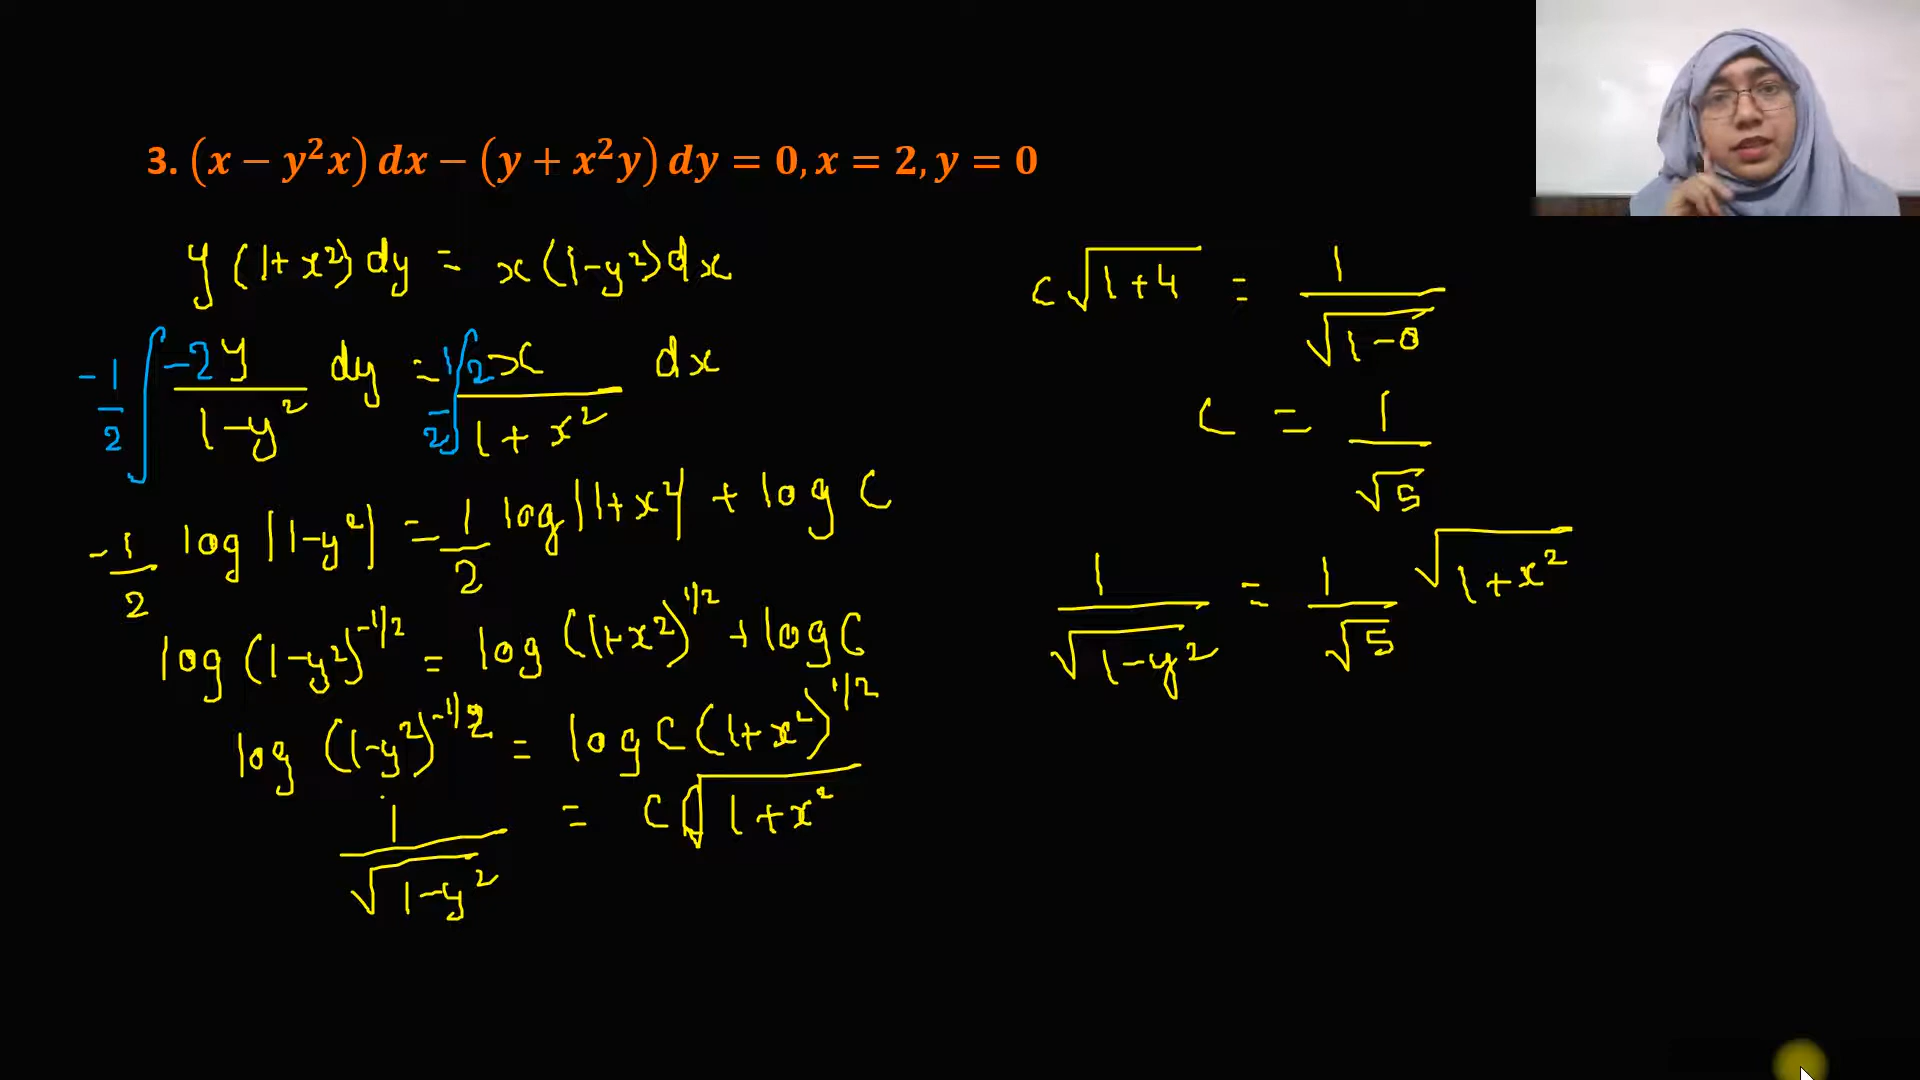 3. (x − y²x) dx − (y + x²y) dy = 0, x = 2, y = 0
y (1 + x²) dy = x (1 − y²) dx
-1/2 ∫ -2y/(1 − y²) dy = 1/2 ∫ 2x/(1 + x²) dx
-1/2 log |1 − y²| = 1/2 log |1 + x²| + log C
log (1 − y²)^-1/2 = log (1 + x²)^1/2 + log C
log (1 − y²)^-1/2 = log C (1 + x²)^1/2
1/√(1 − y²) = C √(1 + x²)
C √(1 + 4) = 1/√(1 − 0)
C = 1/√5
1/√(1 − y²) = 1/√5 √(1 + x²)